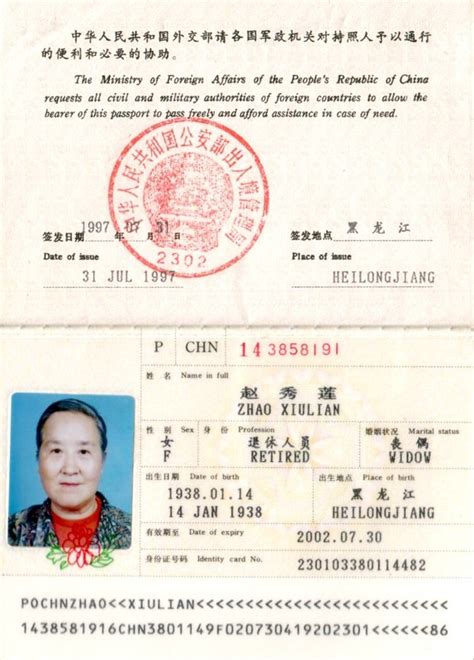 中华人民共和国外交部请各国军政机关对持照人予以通行
的便利和必要的协助。
The Ministry of Foreign Affairs of the People's Republic of China
requests all civil and military authorities of foreign countries to allow the
bearer of this passport to pass freely and afford assistance in case of need.
中华人民共和国公安部出入境管理局
2302
1997 年 07 月 31 日
签发日期
Date of issue
31 JUL 1997
黑龙江
签发地点
Place of issue
HEILONGJIANG
P CHN 143858191
姓名 Name in full
赵秀莲
ZHAO XIULIAN
性别 Sex 身份 Profession 婚姻状况 Marital status
女 退休人员 丧偶
F RETIRED WIDOW
出生日期 Date of birth 出生地点 Place of birth
1938.01.14 黑龙江
14 JAN 1938 HEILONGJIANG
有效期至 Date of expiry 2002.07.30
身份证号码 Identity card No. 230103380114482
POCHNZHAO<<XIULIAN<<<<<<<<<<<<<<<<<<<<<<<<<<
1438581916CHN3801149F020730419202301<<<<<<86